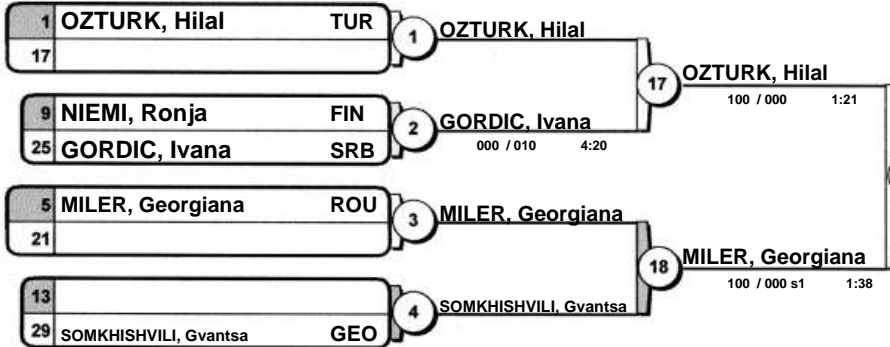 1 OZTURK, Hilal TUR
17
1 OZTURK, Hilal
9 NIEMI, Ronja FIN
25 GORDIC, Ivana SRB
2 GORDIC, Ivana
000 / 010 4:20
17 OZTURK, Hilal
100 / 000 1:21
5 MILER, Georgiana ROU
21
3 MILER, Georgiana
13
29 SOMKHISHVILI, Gvantsa GEO
4 SOMKHISHVILI, Gvantsa
18 MILER, Georgiana
100 / 000 s1 1:38